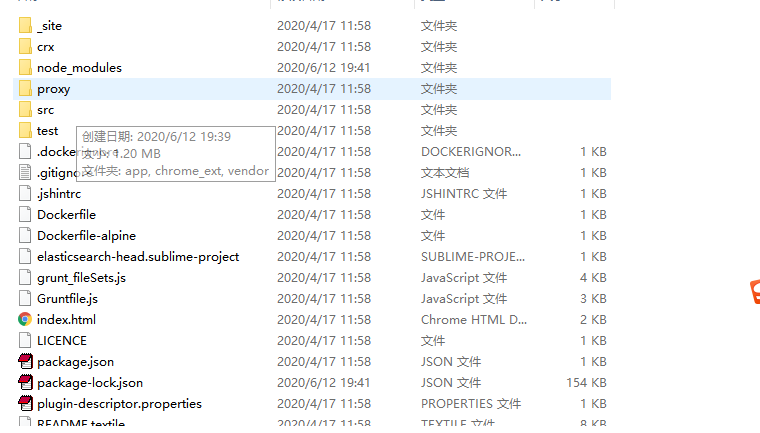 _site 2020/4/17 11:58 文件夹
crx 2020/4/17 11:58 文件夹
node_modules 2020/6/12 19:41 文件夹
proxy 2020/4/17 11:58 文件夹
src 2020/4/17 11:58 文件夹
test 2020/4/17 11:58 文件夹
创建日期: 2020/6/12 19:39
大小: 1.20 MB
文件夹: app, chrome_ext, vendor
.dockerignore 2020/4/17 11:58 DOCKERIGNOR... 1 KB
.gitignore 2020/4/17 11:58 文本文档 1 KB
.jshintrc 2020/4/17 11:58 JSHINTRC 文件 1 KB
Dockerfile 2020/4/17 11:58 文件 1 KB
Dockerfile-alpine 2020/4/17 11:58 文件 1 KB
elasticsearch-head.sublime-project 2020/4/17 11:58 SUBLIME-PROJE... 1 KB
grunt_fileSets.js 2020/4/17 11:58 JavaScript 文件 4 KB
Gruntfile.js 2020/4/17 11:58 JavaScript 文件 3 KB
index.html 2020/4/17 11:58 Chrome HTML D... 2 KB
LICENCE 2020/4/17 11:58 文件 1 KB
package.json 2020/4/17 11:58 JSON 文件 1 KB
package-lock.json 2020/6/12 19:41 JSON 文件 154 KB
plugin-descriptor.properties 2020/4/17 11:58 PROPERTIES 文件 1 KB
README.textile 2020/4/17 11:58 TEXTILE 文件 8 KB